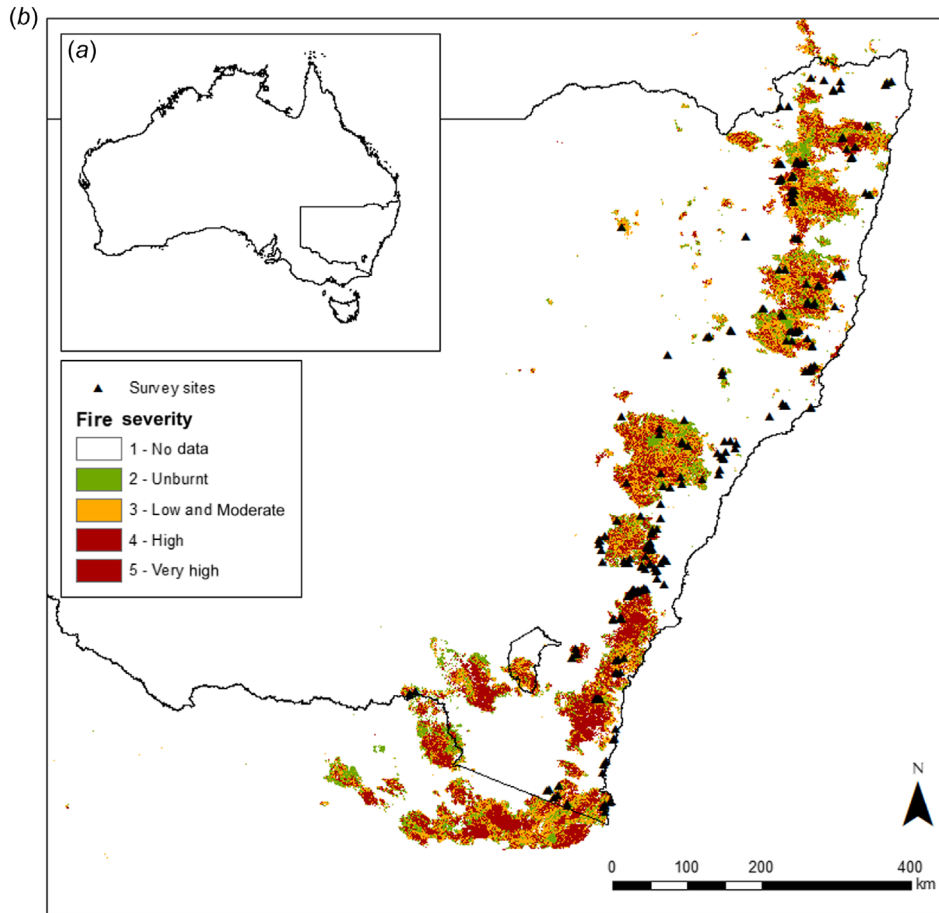 (b)
(a)
Survey sites
Fire severity
1 - No data
2 - Unburnt
3 - Low and Moderate
4 - High
5 - Very high
N
0 100 200 400
km